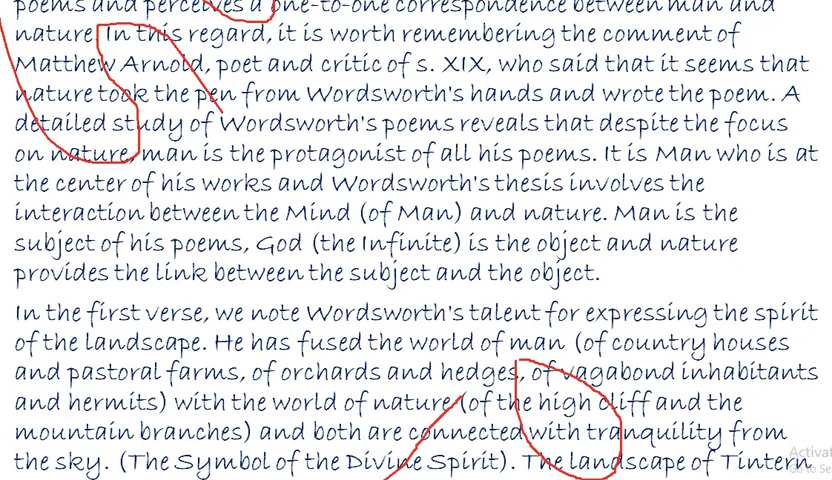 poems and perceives a one-to-one correspondence between man and
nature. In this regard, it is worth remembering the comment of
Matthew Arnold, poet and critic of s. XIX, who said that it seems that
nature took the pen from Wordsworth's hands and wrote the poem. A
detailed study of Wordsworth's poems reveals that despite the focus
on nature, man is the protagonist of all his poems. It is Man who is at
the center of his works and Wordsworth's thesis involves the
interaction between the Mind (of Man) and nature. Man is the
subject of his poems, God (the Infinite) is the object and nature
provides the link between the subject and the object.
In the first verse, we note Wordsworth's talent for expressing the spirit
of the landscape. He has fused the world of man (of country houses
and pastoral farms, of orchards and hedges, of vagabond inhabitants
and hermits) with the world of nature (of the high cliff and the
mountain branches) and both are connected with tranquility from
the sky. (The Symbol of the Divine Spirit). The landscape of Tintern
Activat
Go to Se